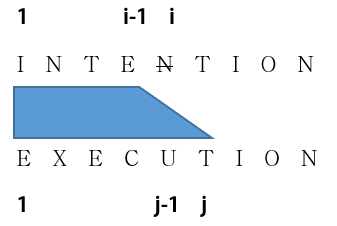 1 i-1 i
I N T E N T I O N
E X E C U T I O N
1 j-1 j